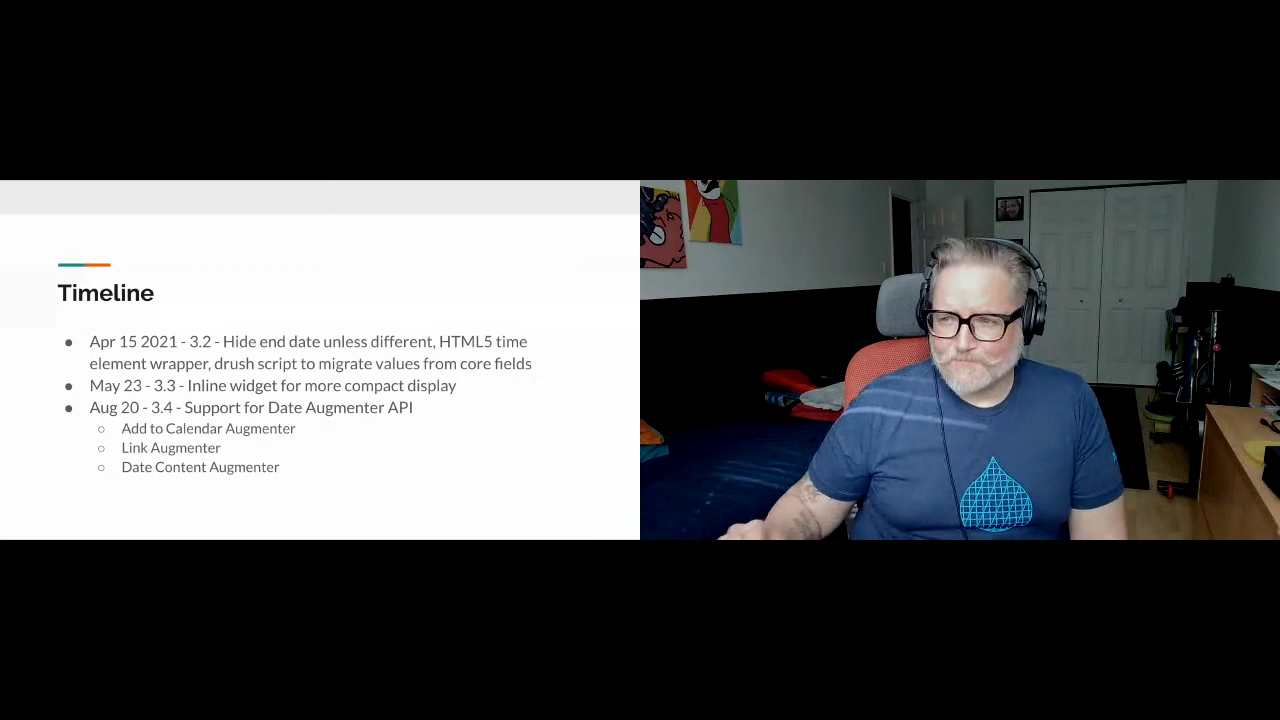 Timeline
● Apr 15 2021 - 3.2 - Hide end date unless different, HTML5 time
element wrapper, drush script to migrate values from core fields
● May 23 - 3.3 - Inline widget for more compact display
● Aug 20 - 3.4 - Support for Date Augmenter API
○ Add to Calendar Augmenter
○ Link Augmenter
○ Date Content Augmenter